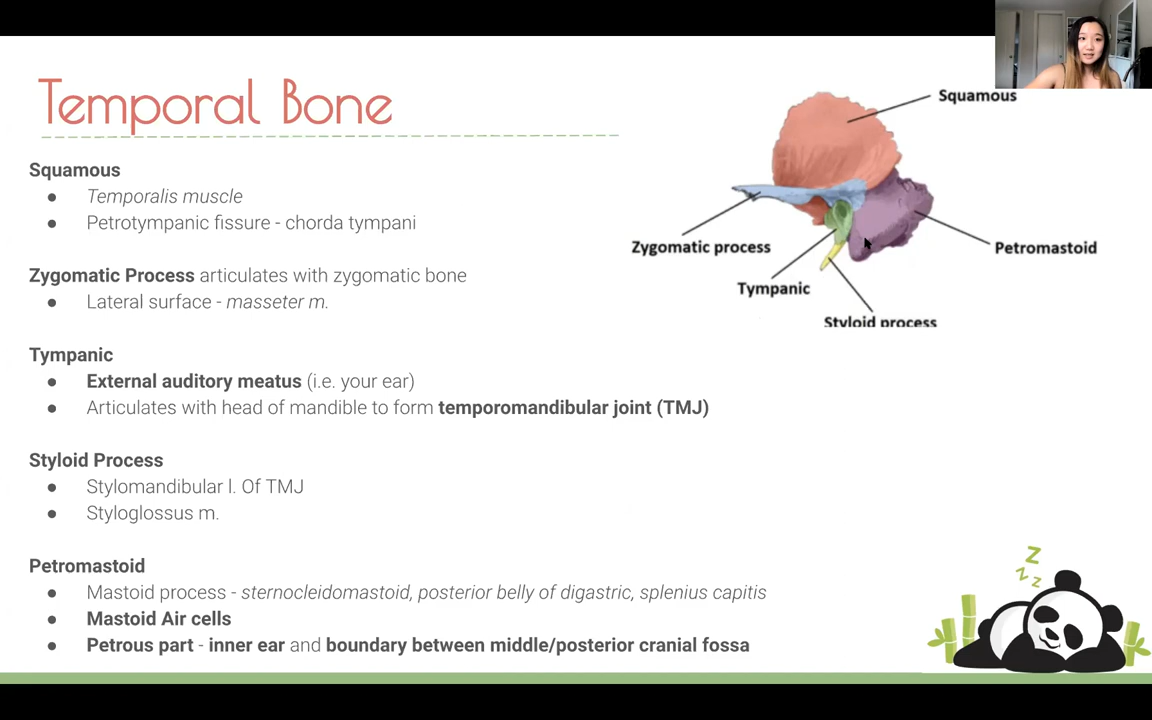 Temporal Bone
Squamous
Temporalis muscle
Petrotympanic fissure - chorda tympani
Zygomatic Process articulates with zygomatic bone
Lateral surface - masseter m.
Tympanic
External auditory meatus (i.e. your ear)
Articulates with head of mandible to form temporomandibular joint (TMJ)
Styloid Process
Stylomandibular l. Of TMJ
Styloglossus m.
Petromastoid
Mastoid process - sternocleidomastoid, posterior belly of digastric, splenius capitis
Mastoid Air cells
Petrous part - inner ear and boundary between middle/posterior cranial fossa
Squamous
Zygomatic process
Petromastoid
Tympanic
Styloid process
Z
Z
Z